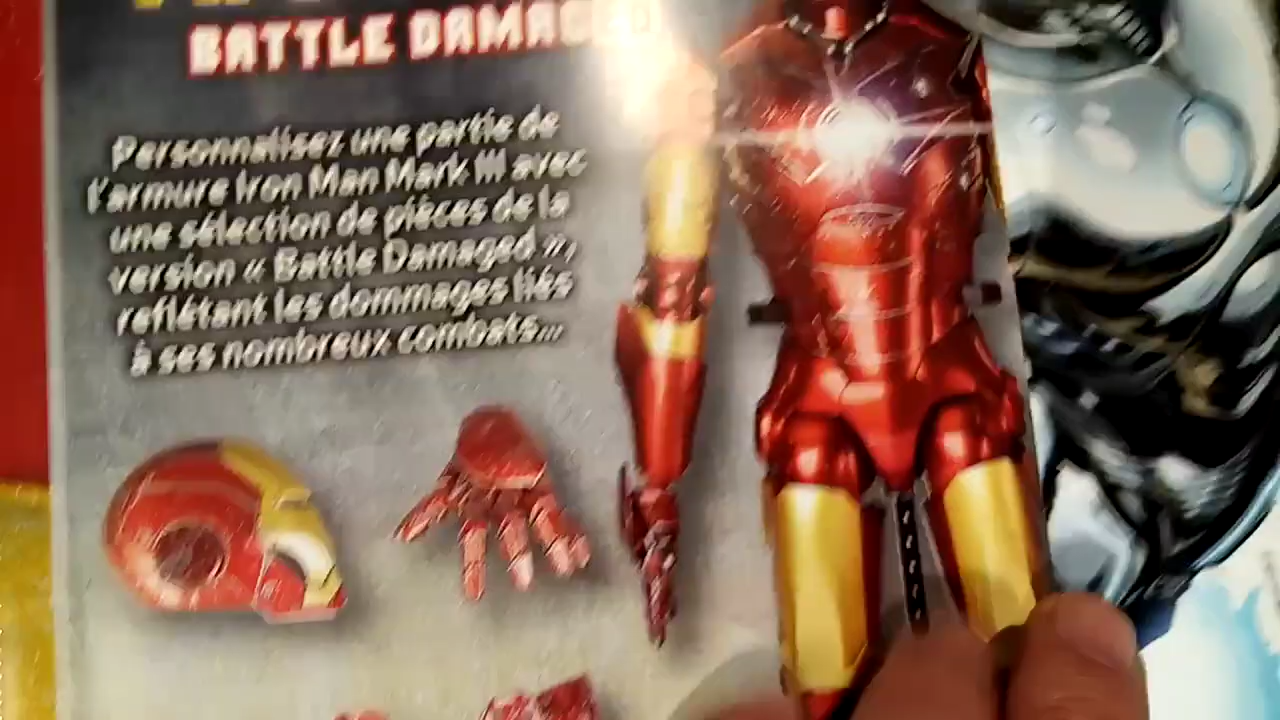 BATTLE DAMAGED
Personnalisez une partie de
l'armure Iron Man Mark III avec
une sélection de pièces de la
version « Battle Damaged »,
reflétant les dommages liés
à ses nombreux combats...